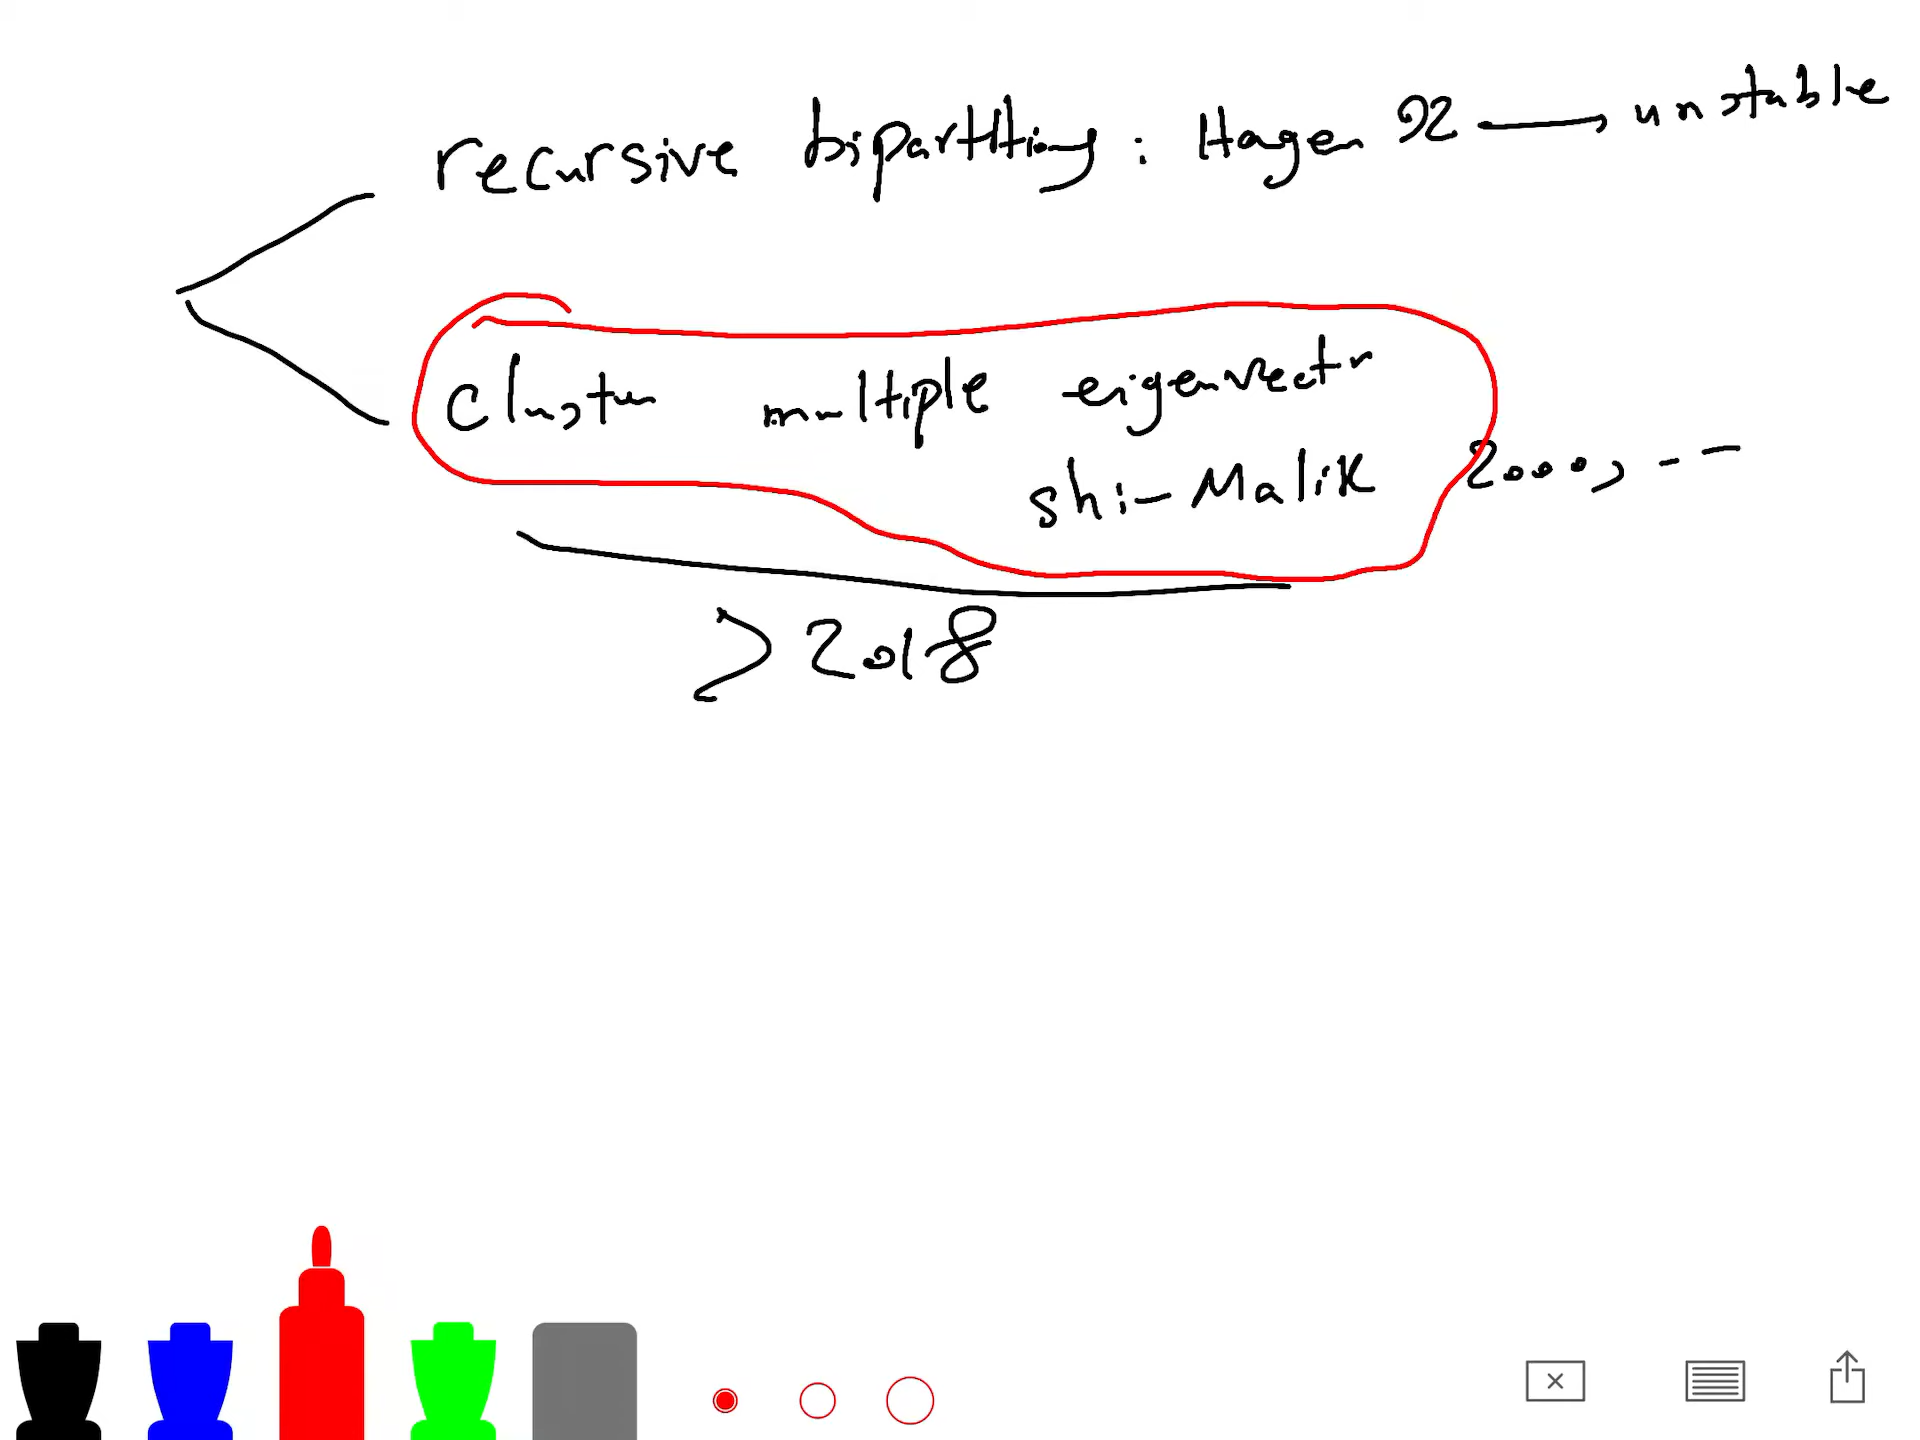 recursive bipartitiong : Hagen 92 → unstable
Cluster multiple eigenvectr
shi-Malik 2000, --
> 2018